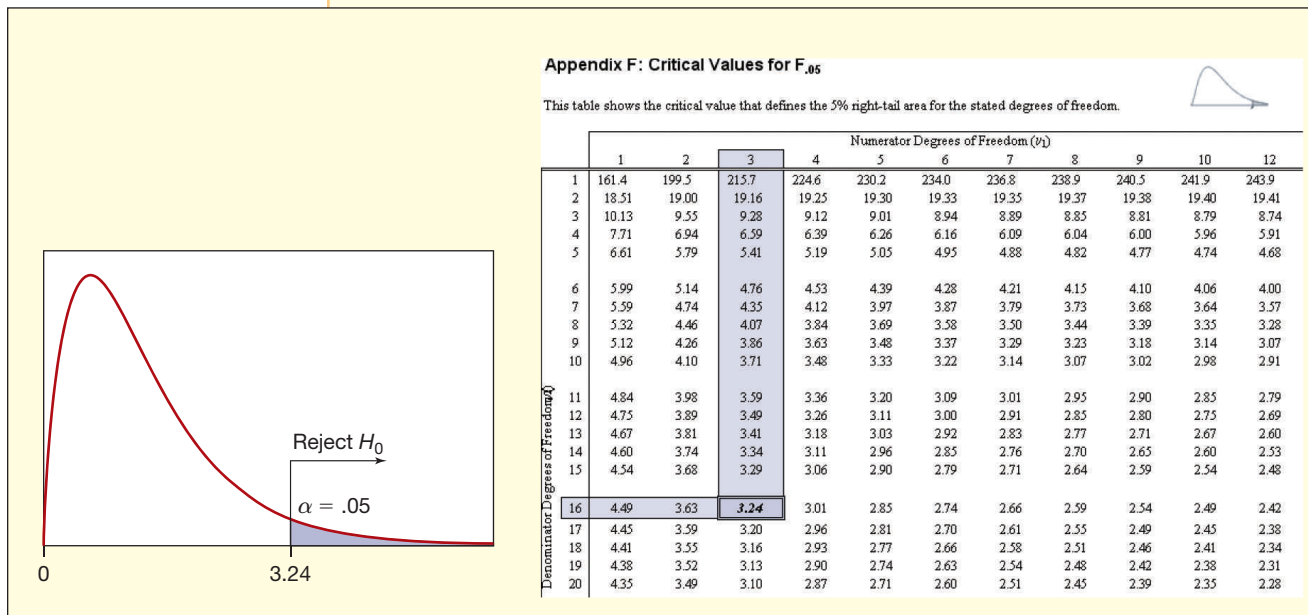 Appendix F: Critical Values for F.05
This table shows the critical value that defines the 5% right-tail area for the stated degrees of freedom.
Numerator Degrees of Freedom (ν1)
1 2 3 4 5 6 7 8 9 10 12
1 161.4 199.5 215.7 224.6 230.2 234.0 236.8 238.9 240.5 241.9 243.9
2 18.51 19.00 19.16 19.25 19.30 19.33 19.35 19.37 19.38 19.40 19.41
3 10.13 9.55 9.28 9.12 9.01 8.94 8.89 8.85 8.81 8.79 8.74
4 7.71 6.94 6.59 6.39 6.26 6.16 6.09 6.04 6.00 5.96 5.91
5 6.61 5.79 5.41 5.19 5.05 4.95 4.88 4.82 4.77 4.74 4.68
6 5.99 5.14 4.76 4.53 4.39 4.28 4.21 4.15 4.10 4.06 4.00
7 5.59 4.74 4.35 4.12 3.97 3.87 3.79 3.73 3.68 3.64 3.57
8 5.32 4.46 4.07 3.84 3.69 3.58 3.50 3.44 3.39 3.35 3.28
9 5.12 4.26 3.86 3.63 3.48 3.37 3.29 3.23 3.18 3.14 3.07
10 4.96 4.10 3.71 3.48 3.33 3.22 3.14 3.07 3.02 2.98 2.91
11 4.84 3.98 3.59 3.36 3.20 3.09 3.01 2.95 2.90 2.85 2.79
12 4.75 3.89 3.49 3.26 3.11 3.00 2.91 2.85 2.80 2.75 2.69
13 4.67 3.81 3.41 3.18 3.03 2.92 2.83 2.77 2.71 2.67 2.60
14 4.60 3.74 3.34 3.11 2.96 2.85 2.76 2.70 2.65 2.60 2.53
15 4.54 3.68 3.29 3.06 2.90 2.79 2.71 2.64 2.59 2.54 2.48
16 4.49 3.63 3.24 3.01 2.85 2.74 2.66 2.59 2.54 2.49 2.42
17 4.45 3.59 3.20 2.96 2.81 2.70 2.61 2.55 2.49 2.45 2.38
18 4.41 3.55 3.16 2.93 2.77 2.66 2.58 2.51 2.46 2.41 2.34
19 4.38 3.52 3.13 2.90 2.74 2.63 2.54 2.48 2.42 2.38 2.31
20 4.35 3.49 3.10 2.87 2.71 2.60 2.51 2.45 2.39 2.35 2.28
Denominator Degrees of Freedom
Reject H0
α = .05
0
3.24